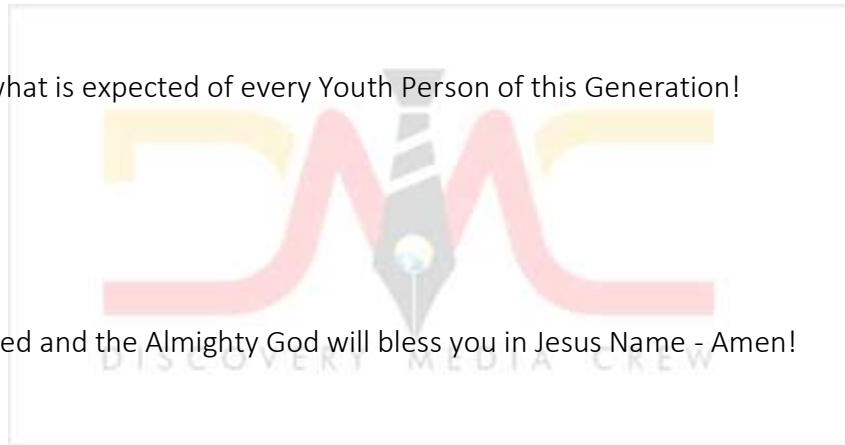 what is expected of every Youth Person of this Generation!
ed and the Almighty God will bless you in Jesus Name - Amen!
DISCOVERY MEDIA CREW